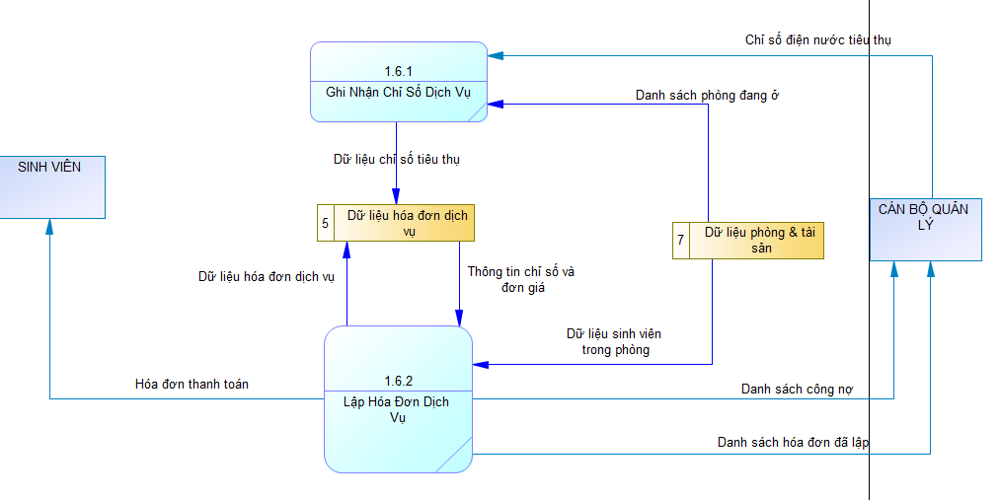 Chỉ số điện nước tiêu thụ
1.6.1
Ghi Nhận Chỉ Số Dịch Vụ
Danh sách phòng đang ở
Dữ liệu chỉ số tiêu thụ
SINH VIÊN
5
Dữ liệu hóa đơn dịch
vụ
7
Dữ liệu phòng & tài
sản
CÁN BỘ QUẢN
LÝ
Dữ liệu hóa đơn dịch vụ
Thông tin chỉ số và
đơn giá
Dữ liệu sinh viên
trong phòng
1.6.2
Lập Hóa Đơn Dịch
Vụ
Hóa đơn thanh toán
Danh sách công nợ
Danh sách hóa đơn đã lập